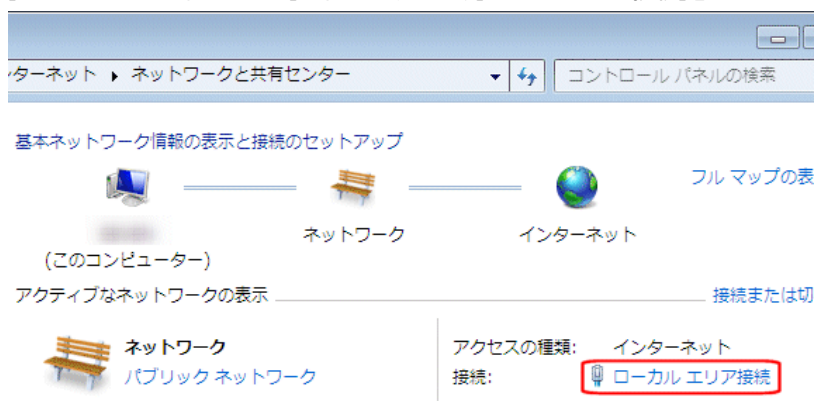 ターネット ▸ ネットワークと共有センター
コントロール パネルの検索
基本ネットワーク情報の表示と接続のセットアップ
フル マップの表
ネットワーク
インターネット
(このコンピューター)
アクティブなネットワークの表示
接続または切
ネットワーク
パブリック ネットワーク
アクセスの種類: インターネット
接続: ローカル エリア接続